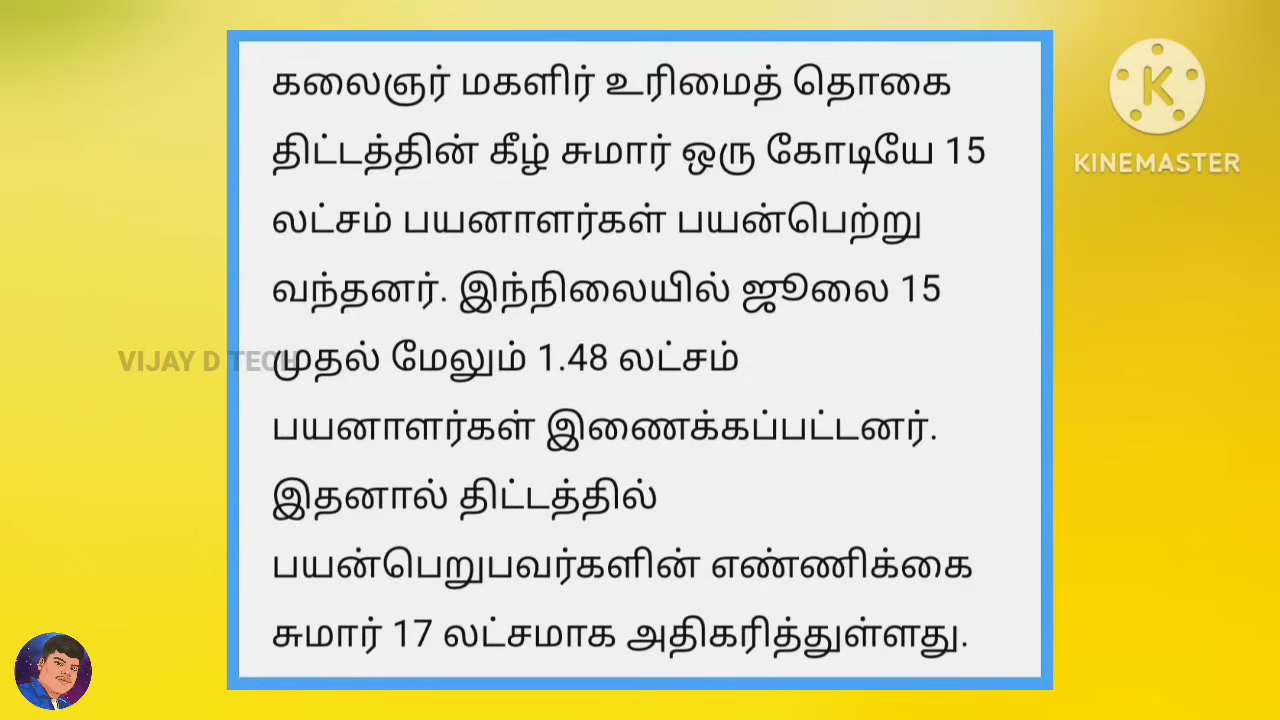 கலைஞர் மகளிர் உரிமைத் தொகை
திட்டத்தின் கீழ் சுமார் ஒரு கோடியே 15
லட்சம் பயனாளர்கள் பயன்பெற்று
வந்தனர். இந்நிலையில் ஜூலை 15
முதல் மேலும் 1.48 லட்சம்
பயனாளர்கள் இணைக்கப்பட்டனர்.
இதனால் திட்டத்தில்
பயன்பெறுபவர்களின் எண்ணிக்கை
சுமார் 17 லட்சமாக அதிகரித்துள்ளது.
K
KINEMASTER
VIJAY D TECH